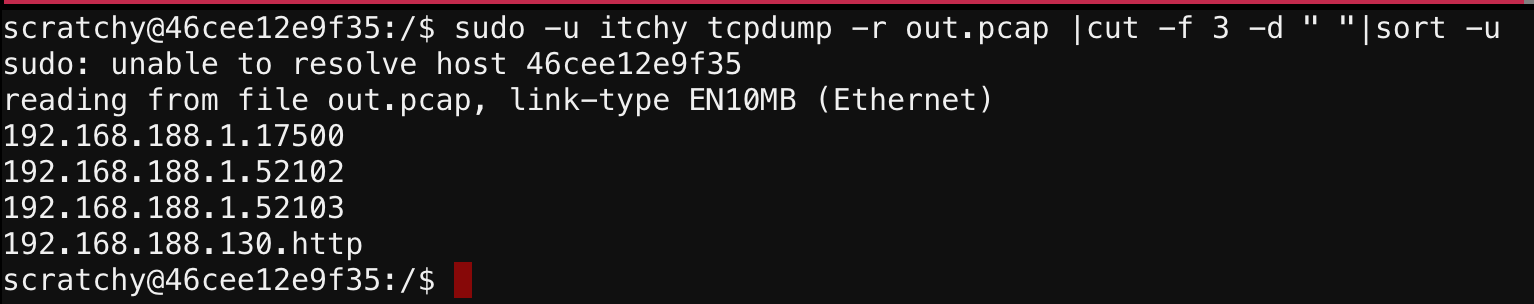 scratchy@46cee12e9f35:/$ sudo -u itchy tcpdump -r out.pcap |cut -f 3 -d " "|sort -u
sudo: unable to resolve host 46cee12e9f35
reading from file out.pcap, link-type EN10MB (Ethernet)
192.168.188.1.17500
192.168.188.1.52102
192.168.188.1.52103
192.168.188.130.http
scratchy@46cee12e9f35:/$